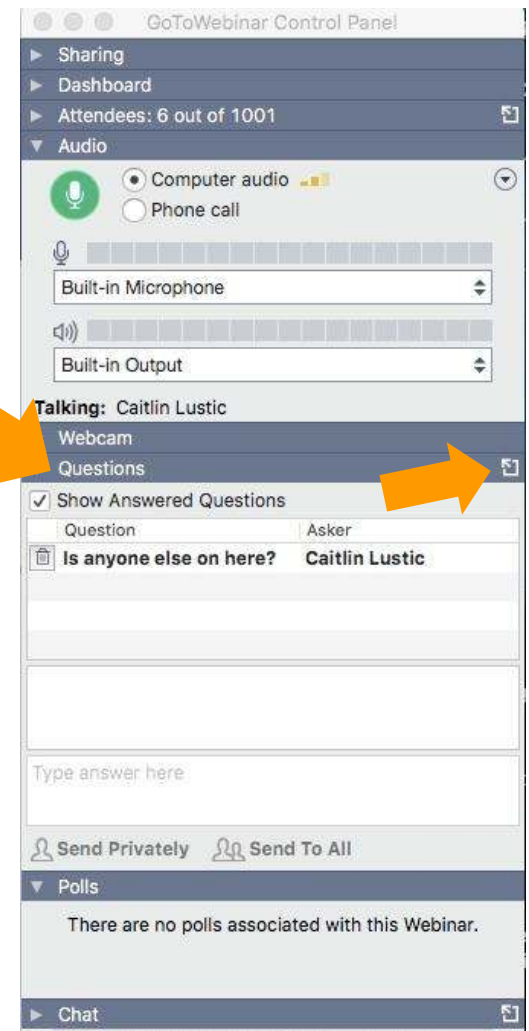 GoToWebinar Control Panel
Sharing
Dashboard
Attendees: 6 out of 1001
Audio
Computer audio
Phone call
Built-in Microphone
Built-in Output
Talking: Caitlin Lustic
Webcam
Questions
Show Answered Questions
Question Asker
Is anyone else on here? Caitlin Lustic
Type answer here
Send Privately Send To All
Polls
There are no polls associated with this Webinar.
Chat